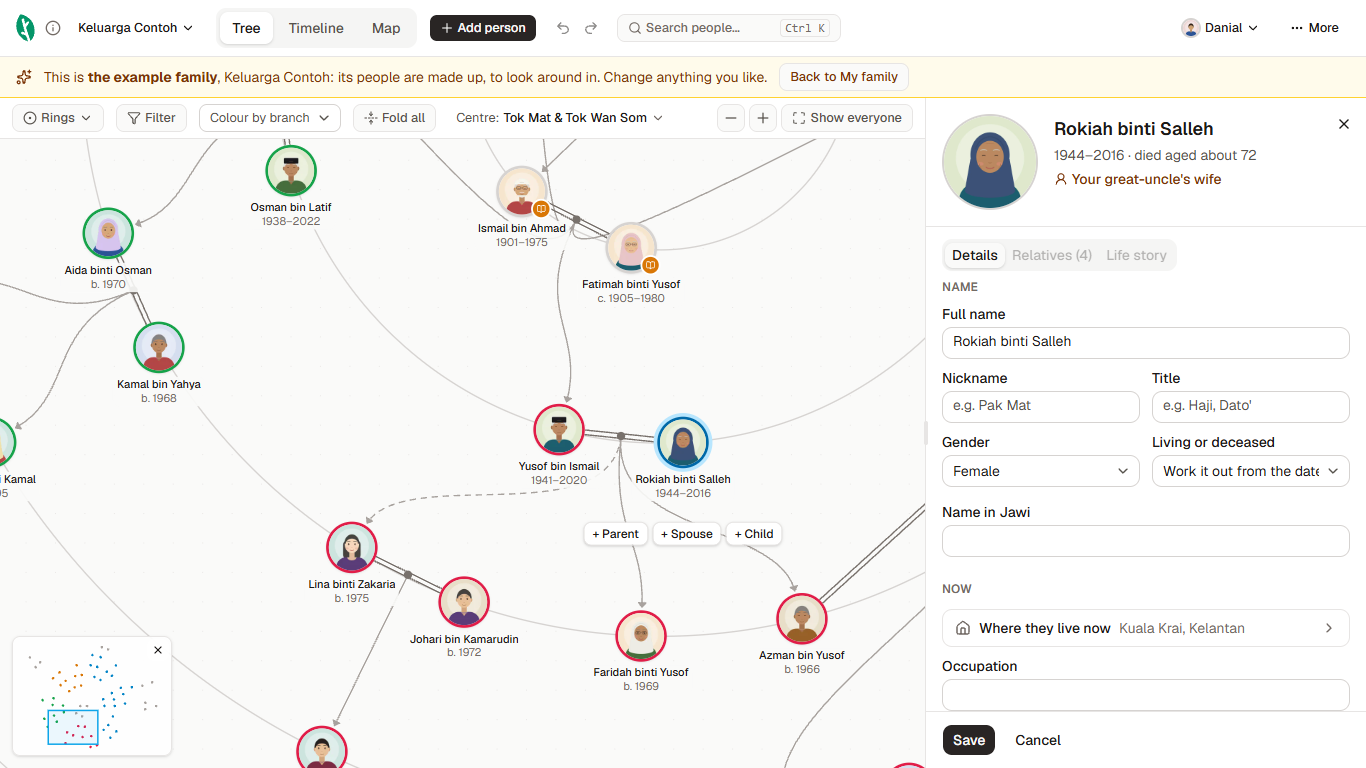 Keluarga Contoh
Tree
Timeline
Map
+ Add person
Search people...
Ctrl K
Danial
··· More
This is the example family, Keluarga Contoh: its people are made up, to look around in. Change anything you like.
Back to My family
Rings
Filter
Colour by branch
Fold all
Centre: Tok Mat & Tok Wan Som
Show everyone
Osman bin Latif
1938–2022
Ismail bin Ahmad
1901–1975
Aida binti Osman
b. 1970
Fatimah binti Yusof
c. 1905–1980
Kamal bin Yahya
b. 1968
i Kamal
95
Yusof bin Ismail
1941–2020
Rokiah binti Salleh
1944–2016
+ Parent
+ Spouse
+ Child
Lina binti Zakaria
b. 1975
Johari bin Kamarudin
b. 1972
Faridah binti Yusof
b. 1969
Azman bin Yusof
b. 1966
Rokiah binti Salleh
1944–2016 · died aged about 72
Your great-uncle's wife
Details
Relatives (4)
Life story
NAME
Full name
Rokiah binti Salleh
Nickname
Title
e.g. Pak Mat
e.g. Haji, Dato'
Gender
Living or deceased
Female
Work it out from the date
Name in Jawi
NOW
Where they live now Kuala Krai, Kelantan
Occupation
Save
Cancel